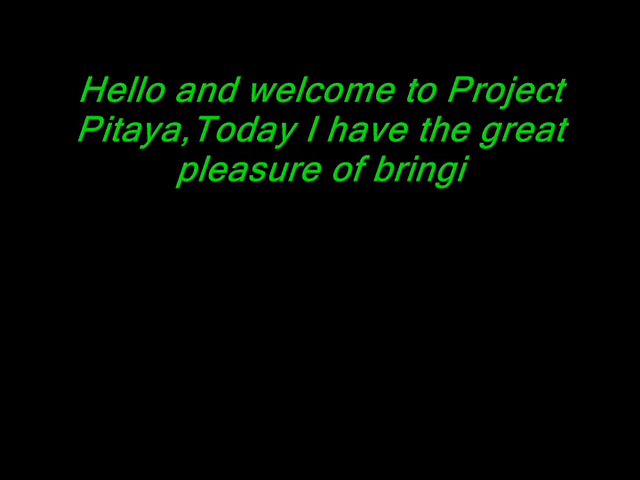 Hello and welcome to Project
Pitaya,Today I have the great
pleasure of bringi